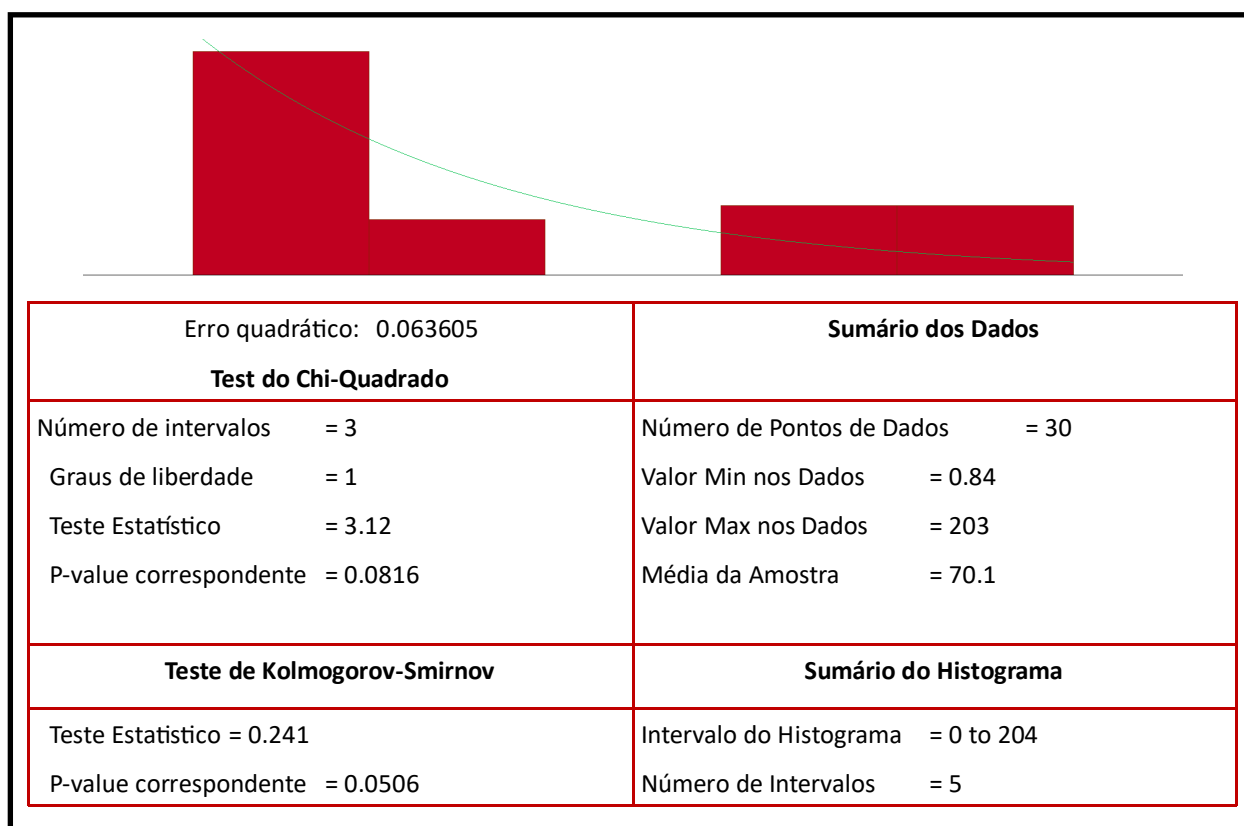 Erro quadrático: 0.063605
Test do Chi-Quadrado
Sumário dos Dados
Número de intervalos = 3
Graus de liberdade = 1
Teste Estatístico = 3.12
P-value correspondente = 0.0816
Número de Pontos de Dados = 30
Valor Min nos Dados = 0.84
Valor Max nos Dados = 203
Média da Amostra = 70.1
Teste de Kolmogorov-Smirnov
Sumário do Histograma
Teste Estatistico = 0.241
P-value correspondente = 0.0506
Intervalo do Histograma = 0 to 204
Número de Intervalos = 5